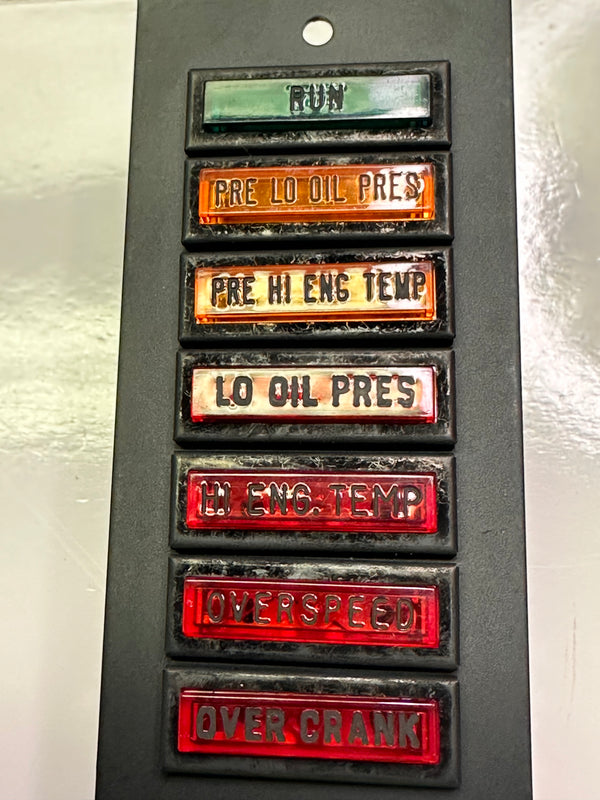 RUN
PRE LO OIL PRES
PRE HI ENG TEMP
LO OIL PRES
HI ENG. TEMP
OVERSPEED
OVER CRANK